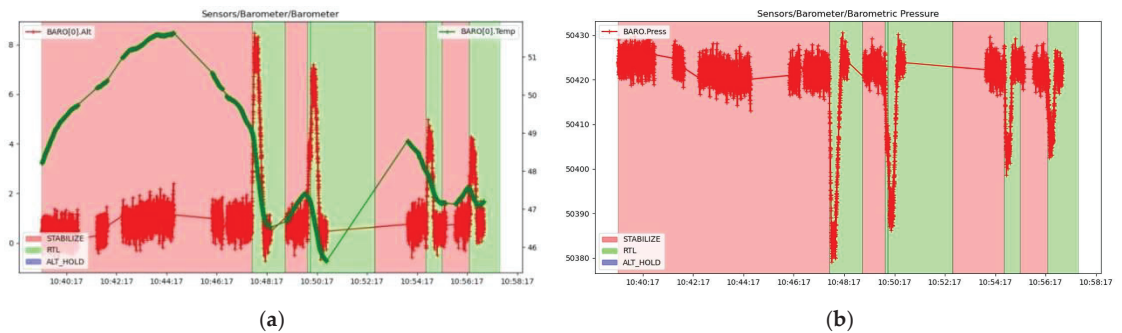 Sensors/Barometer/Barometer
BARO[0].Alt
BARO[0].Temp
8
6
4
2
0
51
50
49
48
47
46
STABILIZE
RTL
ALT_HOLD
10:40:17 10:42:17 10:44:17 10:46:17 10:48:17 10:50:17 10:52:17 10:54:17 10:56:17 10:58:17
(a)
Sensors/Barometer/Barometric Pressure
BARO.Press
50430
50420
50410
50400
50390
50380
STABILIZE
RTL
ALT_HOLD
10:40:17 10:42:17 10:44:17 10:46:17 10:48:17 10:50:17 10:52:17 10:54:17 10:56:17 10:58:17
(b)